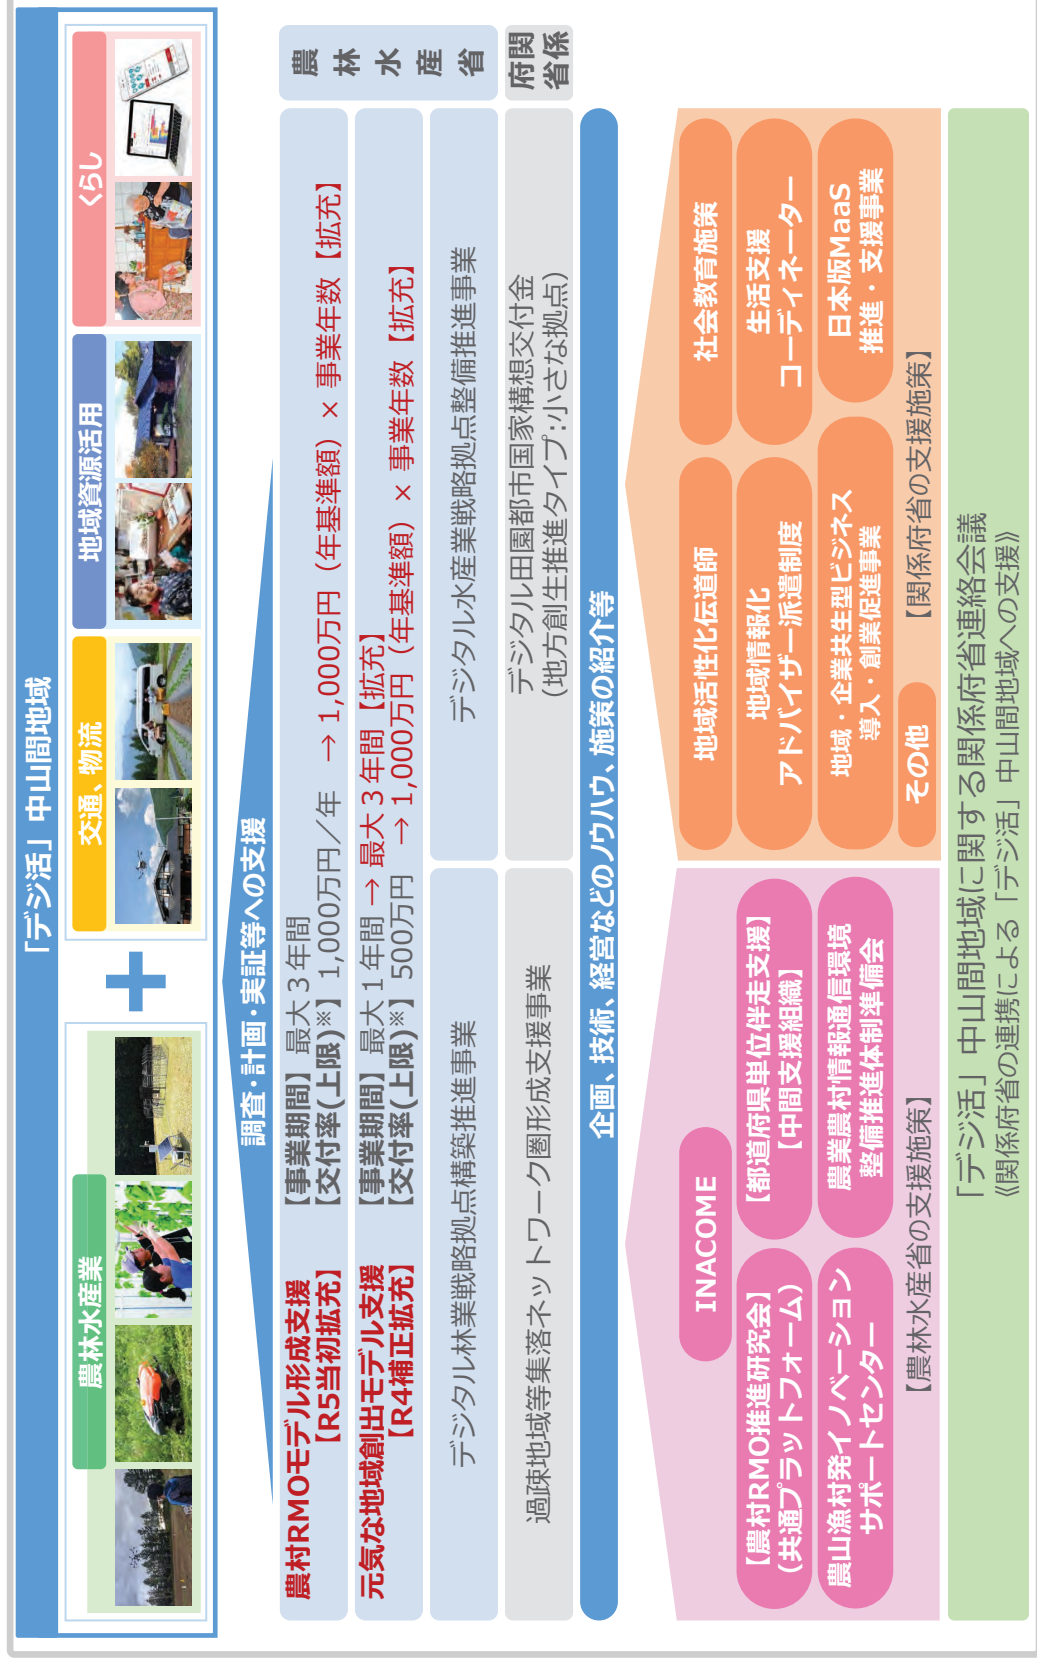 「デジ活」中山間地域
農林水産業
交通、物流
地域資源活用
くらし
調査・計画・実証等への支援
農村RMOモデル形成支援
【R5当初拡充】
【事業期間】 最大３年間
【交付率(上限)※】 1,000万円／年 → 1,000万円（年基準額）× 事業年数【拡充】
元気な地域創出モデル支援
【R4補正拡充】
【事業期間】 最大１年間 → 最大３年間【拡充】
【交付率(上限)※】 500万円 → 1,000万円（年基準額）× 事業年数【拡充】
デジタル林業戦略拠点構築推進事業
デジタル水産業戦略拠点整備推進事業
農林水産省
過疎地域等集落ネットワーク圏形成支援事業
デジタル田園都市国家構想交付金
(地方創生推進タイプ:小さな拠点)
関係
府省
企画、技術、経営などのノウハウ、施策の紹介等
INACOME
【農村RMO推進研究会】
(共通プラットフォーム)
【都道府県単位伴走支援】
【中間支援組織】
農山漁村発イノベーション
サポートセンター
農業農村情報通信環境
整備推進体制準備会
【農林水産省の支援施策】
地域活性化伝道師
社会教育施策
地域情報化
アドバイザー派遣制度
生活支援
コーディネーター
地域・企業共生型ビジネス
導入・創業促進事業
日本版MaaS
推進・支援事業
その他
【関係府省の支援施策】
「デジ活」中山間地域に関する関係府省連絡会議
《関係府省の連携による「デジ活」中山間地域への支援》